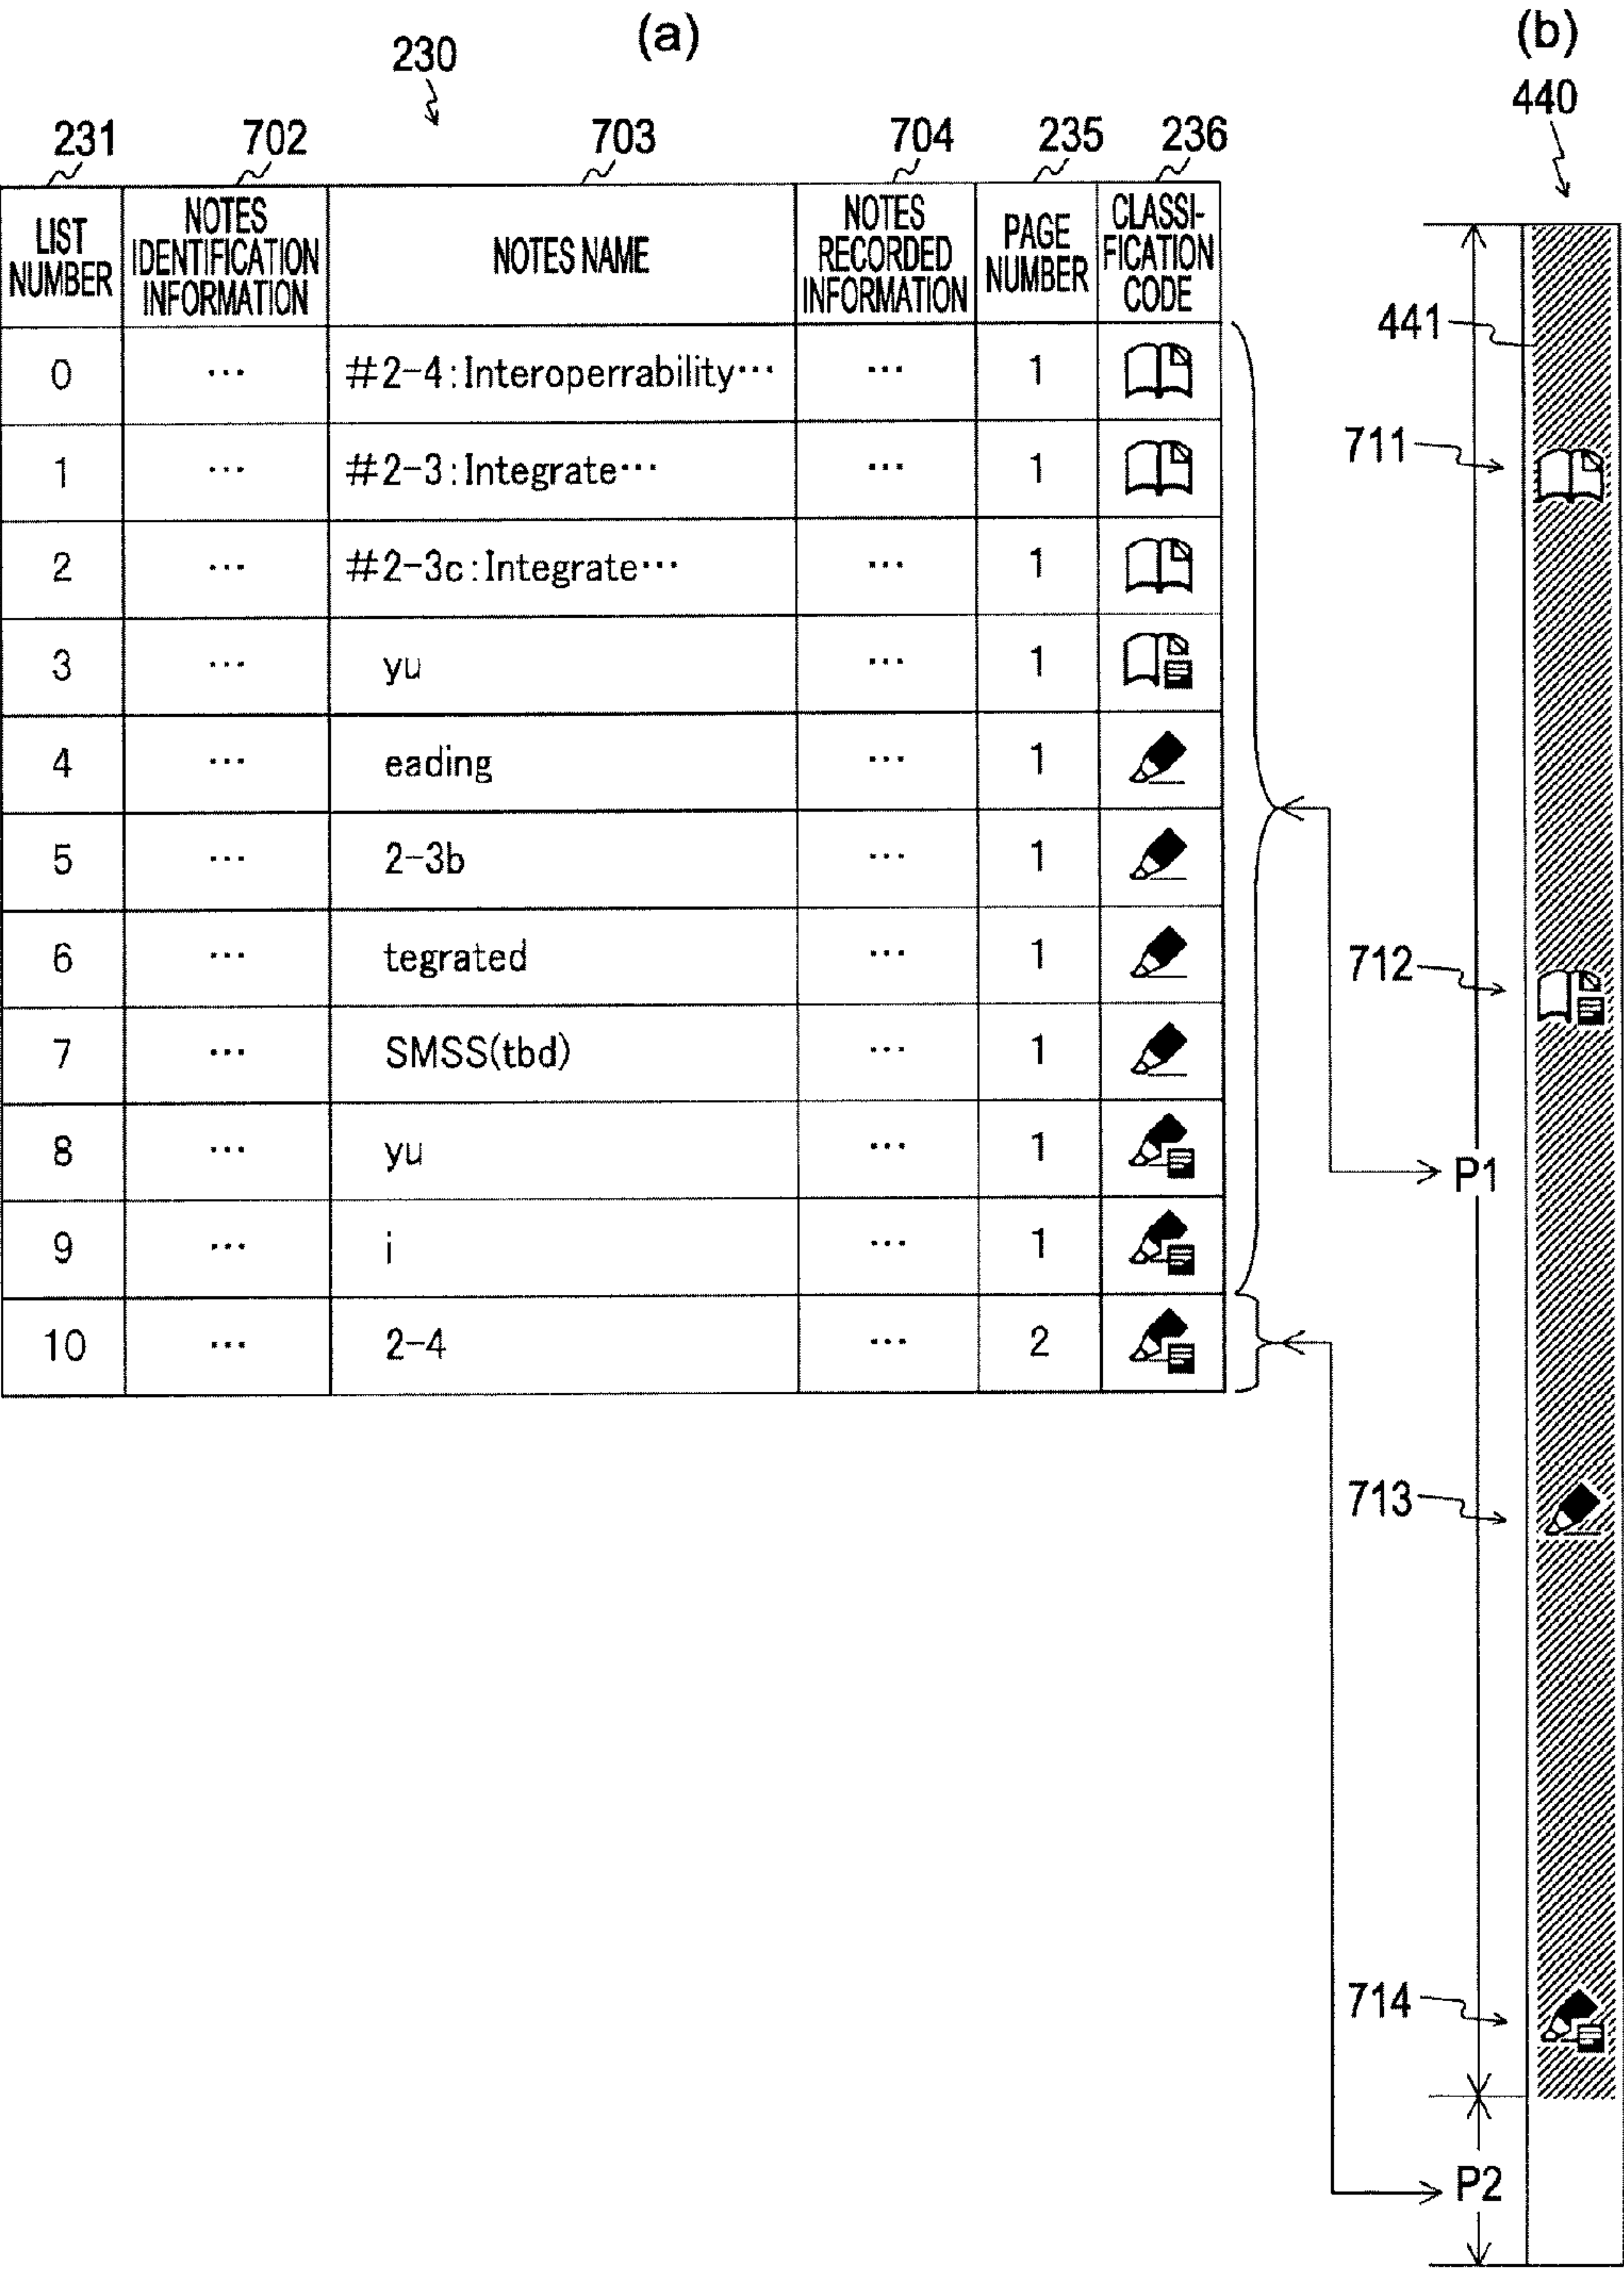 (a)
(b)
230
440
231 702 703 704 235 236
LIST NUMBER
NOTES IDENTIFICATION INFORMATION
NOTES NAME
NOTES RECORDED INFORMATION
PAGE NUMBER
CLASSI-FICATION CODE
0 ··· #2-4:Interoperrability··· ··· 1
1 ··· #2-3:Integrate··· ··· 1
2 ··· #2-3c:Integrate··· ··· 1
3 ··· yu ··· 1
4 ··· eading ··· 1
5 ··· 2-3b ··· 1
6 ··· tegrated ··· 1
7 ··· SMSS(tbd) ··· 1
8 ··· yu ··· 1
9 ··· i ··· 1
10 ··· 2-4 ··· 2
441
711
712
P1
713
714
P2